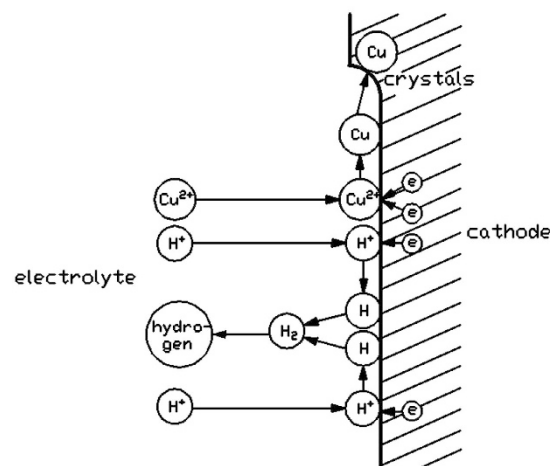 Cu
crystals
Cu
Cu²⁺
Cu²⁺
e
e
H⁺
H⁺
e
cathode
electrolyte
H
hydro-
gen
H₂
H
H⁺
H⁺
e